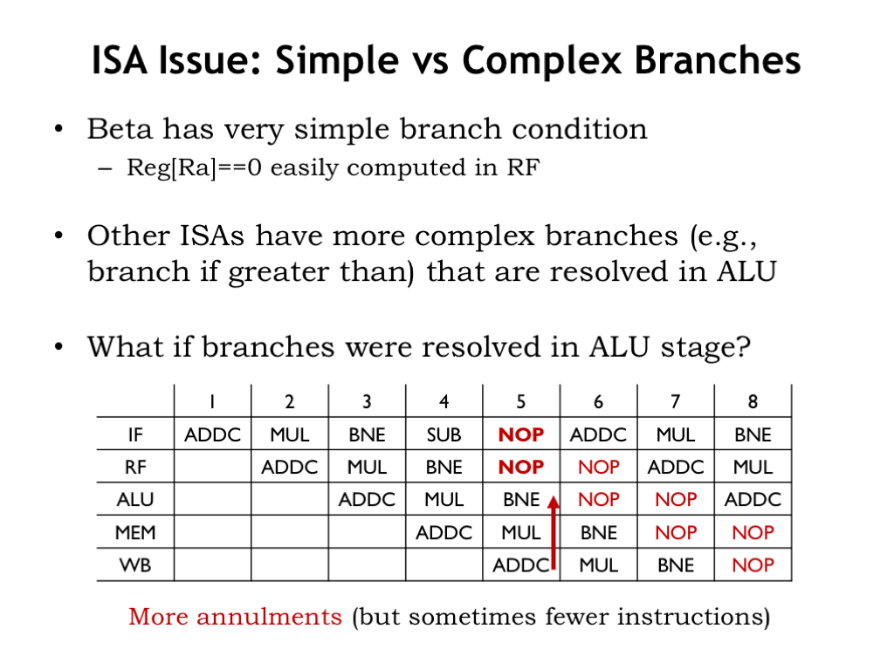 ISA Issue: Simple vs Complex Branches
• Beta has very simple branch condition
– Reg[Ra]==0 easily computed in RF
• Other ISAs have more complex branches (e.g.,
branch if greater than) that are resolved in ALU
• What if branches were resolved in ALU stage?
1 2 3 4 5 6 7 8
IF ADDC MUL BNE SUB NOP ADDC MUL BNE
RF ADDC MUL BNE NOP NOP ADDC MUL
ALU ADDC MUL BNE NOP NOP ADDC
MEM ADDC MUL BNE NOP NOP
WB ADDC MUL BNE NOP
More annulments (but sometimes fewer instructions)